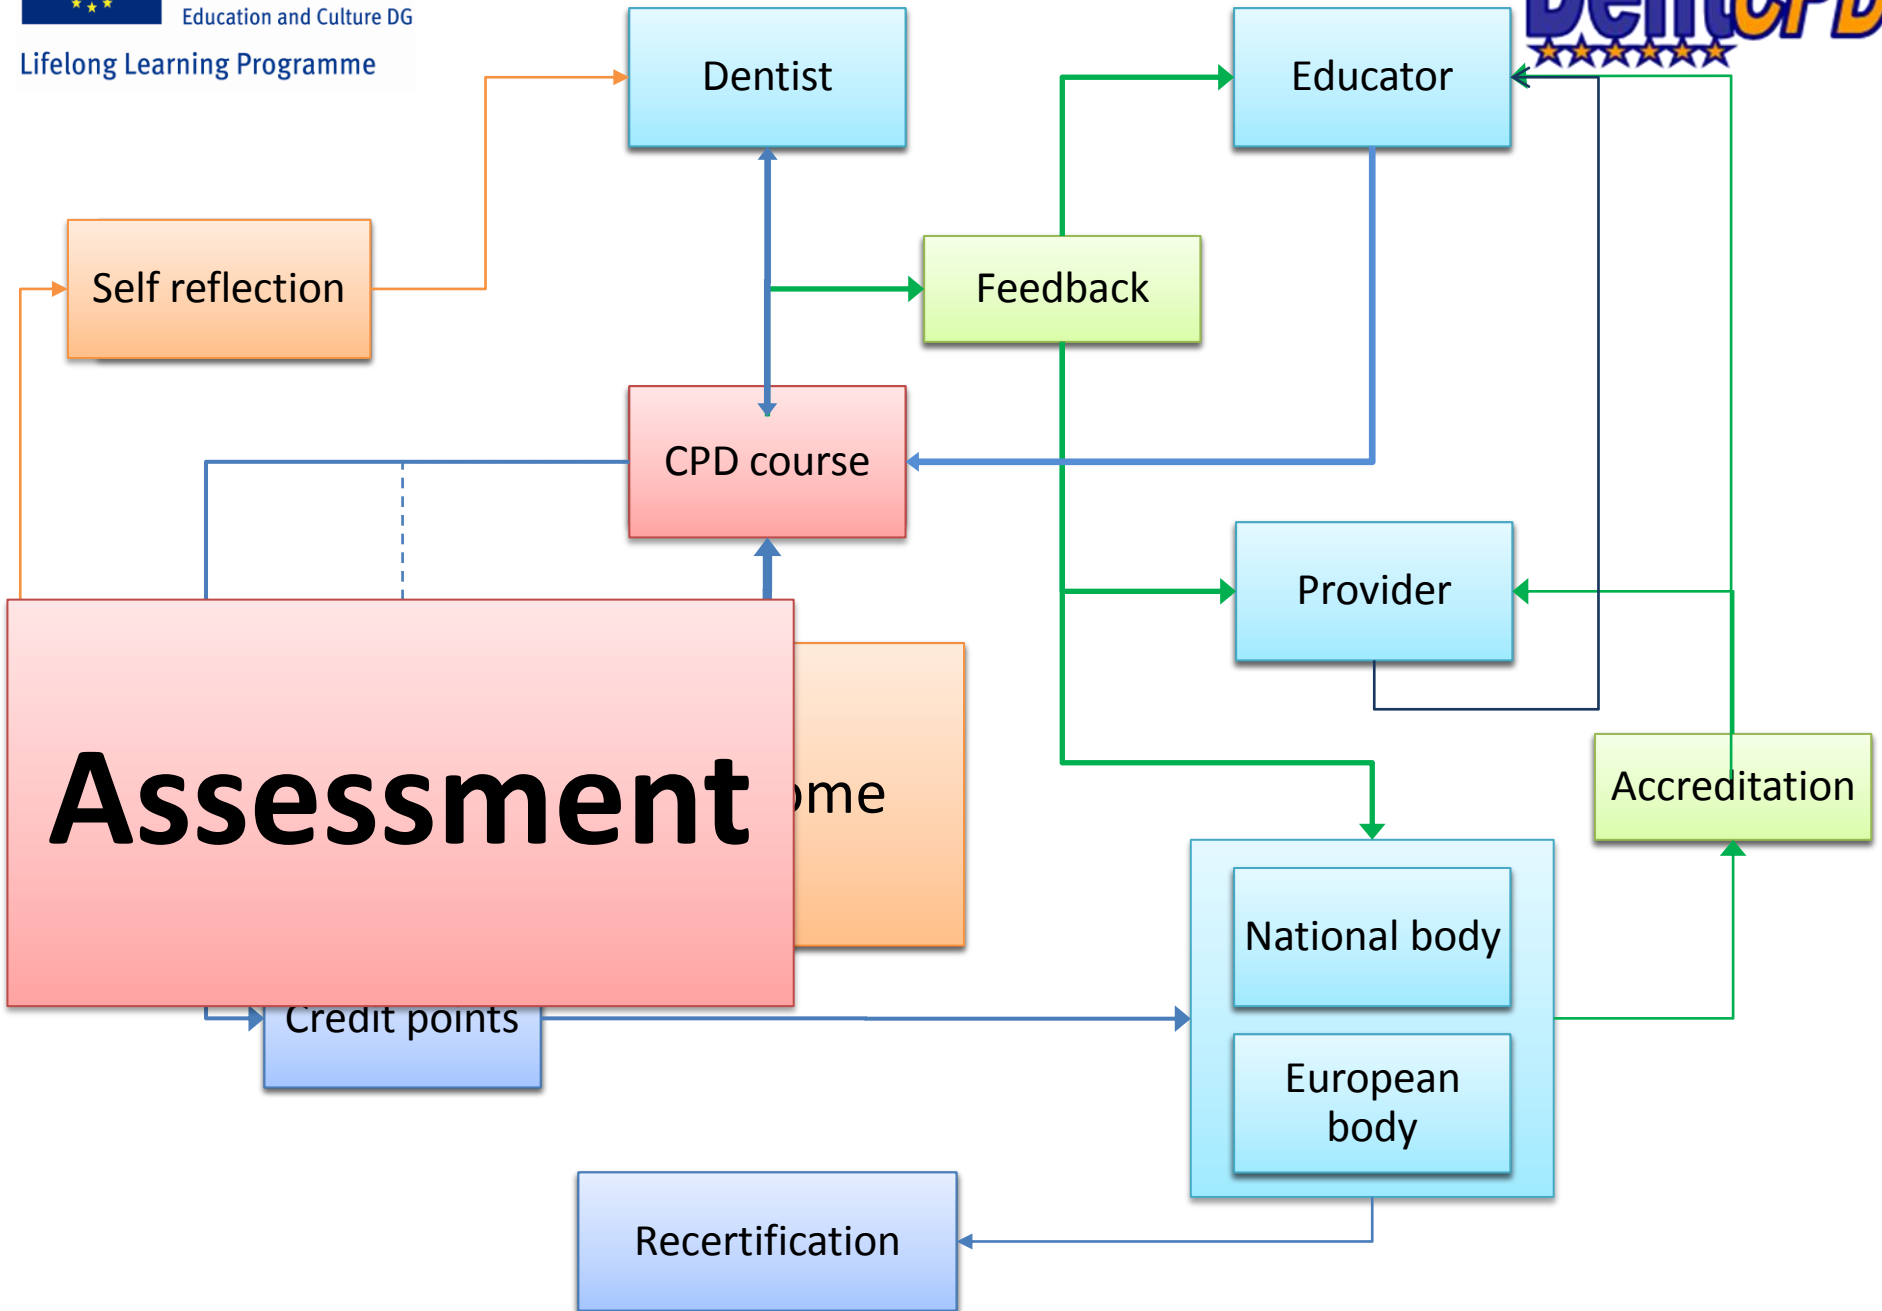 Education and Culture DG
Lifelong Learning Programme
DentCPD
Dentist
Educator
Self reflection
Feedback
CPD course
Provider
Assessment
ome
Accreditation
National body
Credit points
European
body
Recertification